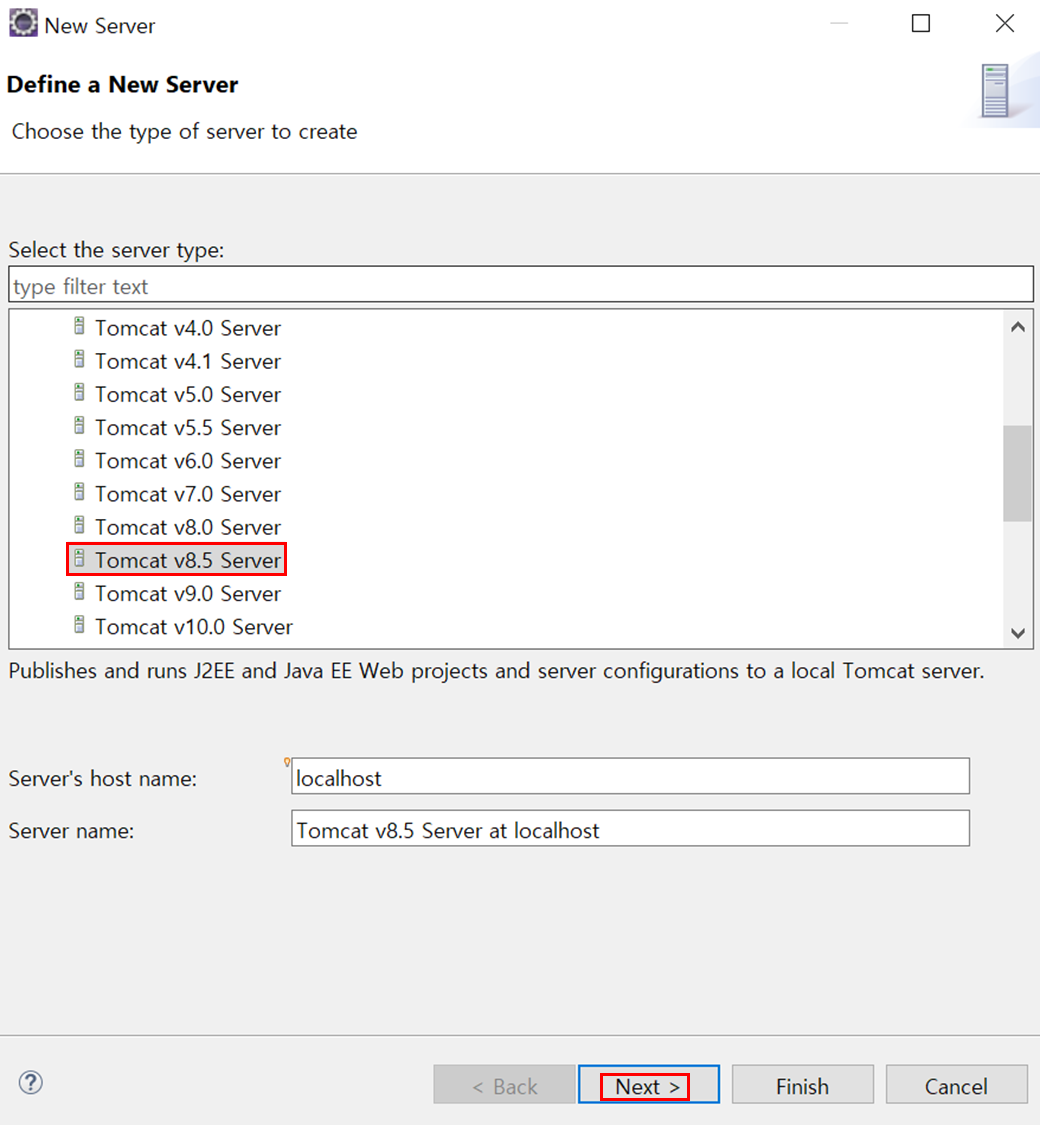 New Server
Define a New Server
Choose the type of server to create
Select the server type:
type filter text
Tomcat v4.0 Server
Tomcat v4.1 Server
Tomcat v5.0 Server
Tomcat v5.5 Server
Tomcat v6.0 Server
Tomcat v7.0 Server
Tomcat v8.0 Server
Tomcat v8.5 Server
Tomcat v9.0 Server
Tomcat v10.0 Server
Publishes and runs J2EE and Java EE Web projects and server configurations to a local Tomcat server.
Server's host name: localhost
Server name: Tomcat v8.5 Server at localhost
? < Back Next > Finish Cancel